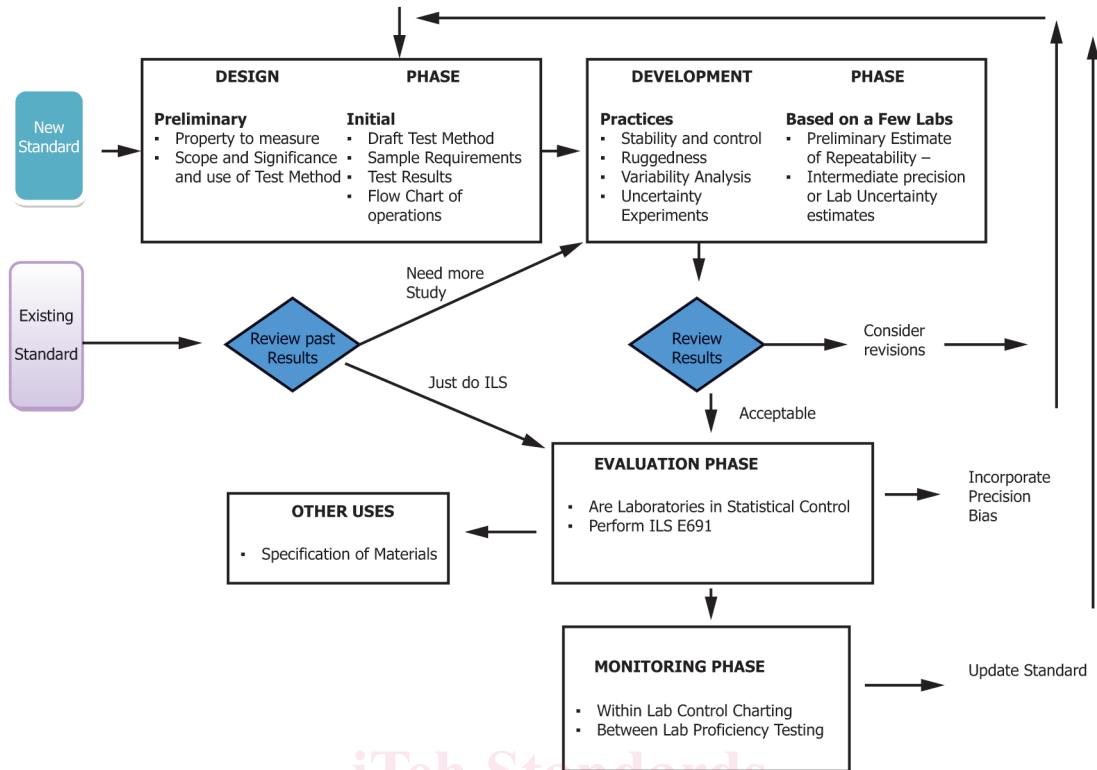 DESIGN PHASE
Preliminary
▪ Property to measure
▪ Scope and Significance
and use of Test Method
Initial
▪ Draft Test Method
▪ Sample Requirements
▪ Test Results
▪ Flow Chart of
operations
DEVELOPMENT PHASE
Practices
▪ Stability and control
▪ Ruggedness
▪ Variability Analysis
▪ Uncertainty
Experiments
Based on a Few Labs
▪ Preliminary Estimate
of Repeatability –
▪ Intermediate precision
or Lab Uncertainty
estimates
New
Standard
Existing
Standard
Need more
Study
Review past
Results
Just do ILS
Review
Results
Consider
revisions
Acceptable
EVALUATION PHASE
▪ Are Laboratories in Statistical Control
▪ Perform ILS E691
Incorporate
Precision
Bias
OTHER USES
▪ Specification of Materials
MONITORING PHASE
▪ Within Lab Control Charting
▪ Between Lab Proficiency Testing
Update Standard
iTeh Standards